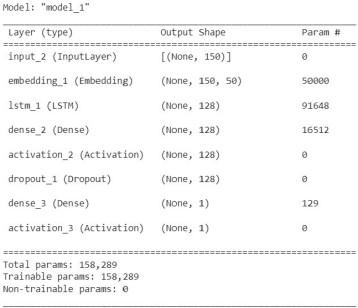 Model: "model_1"
Layer (type) Output Shape Param #
input_2 (InputLayer) [(None, 150)] 0
embedding_1 (Embedding) (None, 150, 50) 50000
lstm_1 (LSTM) (None, 128) 91648
dense_2 (Dense) (None, 128) 16512
activation_2 (Activation) (None, 128) 0
dropout_1 (Dropout) (None, 128) 0
dense_3 (Dense) (None, 1) 129
activation_3 (Activation) (None, 1) 0
Total params: 158,289
Trainable params: 158,289
Non-trainable params: 0